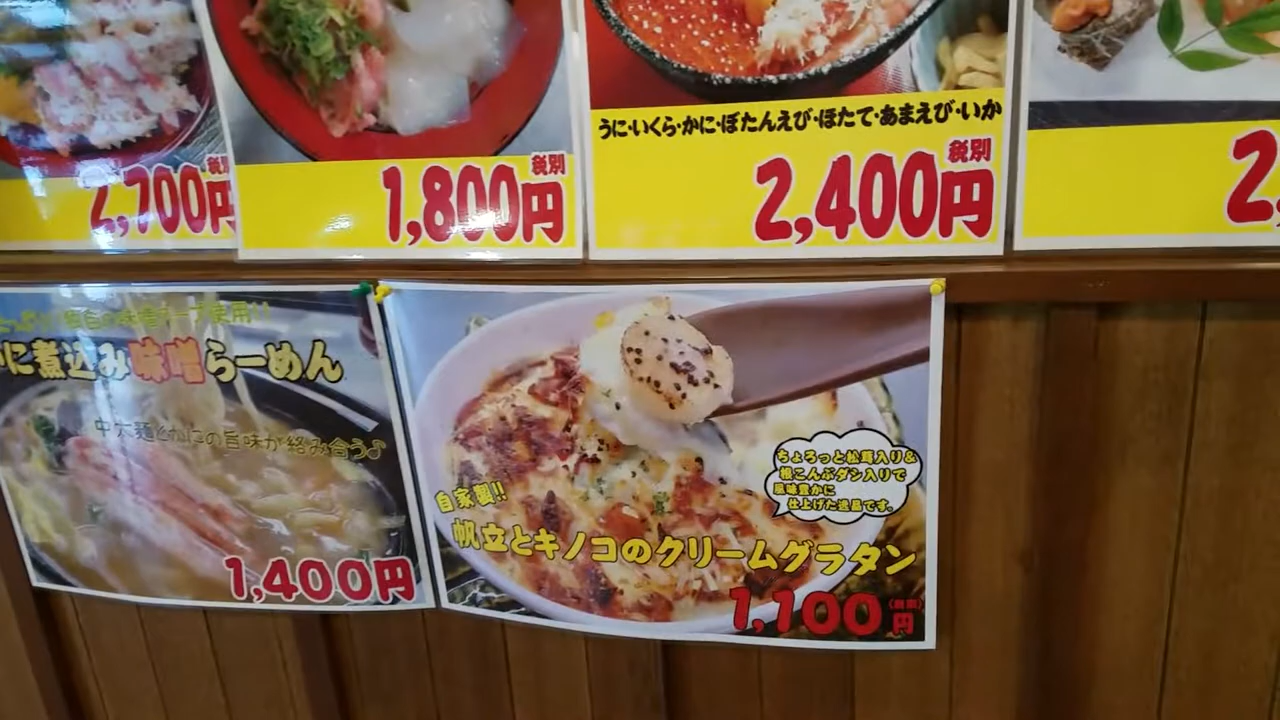 2,700円
税別
1,800円
税別
うに・いくら・かに・ぼたんえび・ほたて・あまえび・いか
2,400円
税別
2,
に煮込み味噌らーめん
中太麺とかにの旨味が絡み合う♪
1,400円
自家製!!
帆立とキノコのクリームグラタン
ちょろっと松茸入り&
根こんぶダシ入りで
風味豊かに
仕上げた逸品です。
1,100円